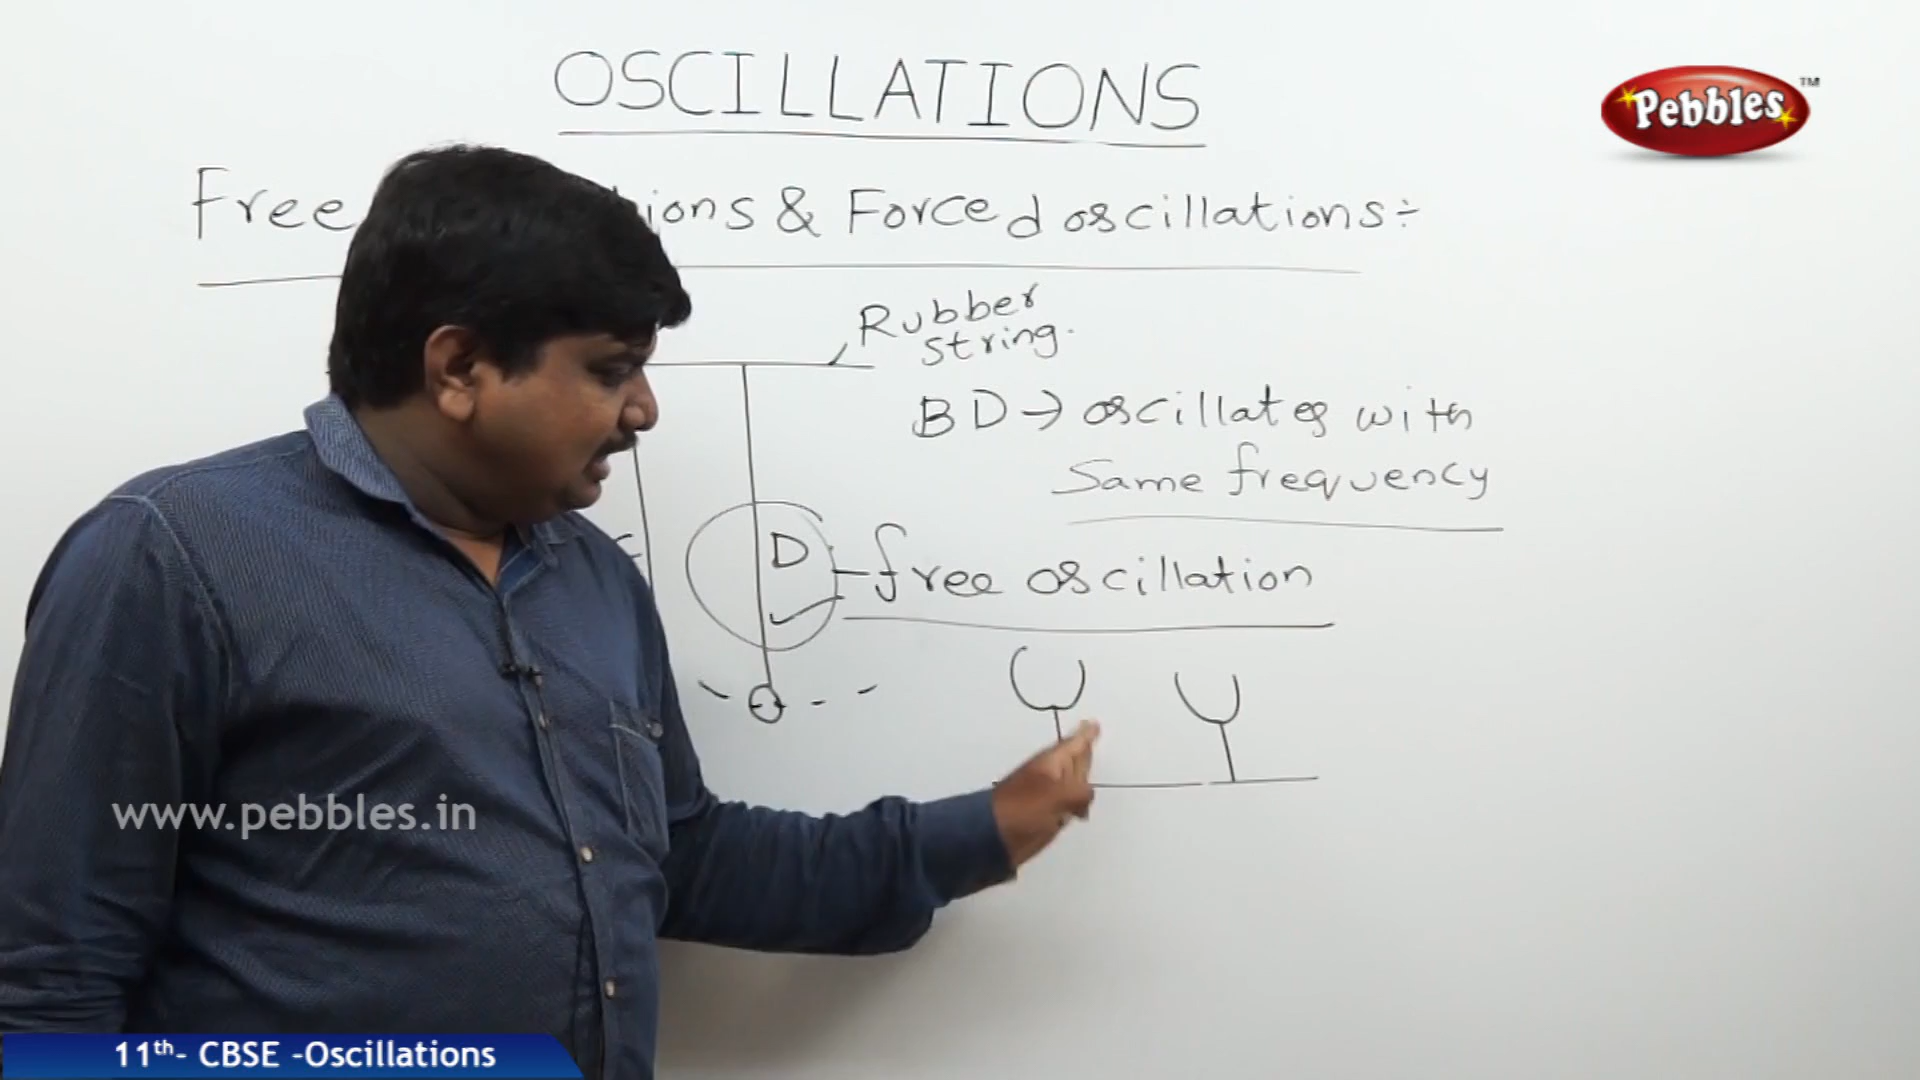 OSCILLATIONS
Pebbles™
Free ions & Forced oscillations:-
Rubber
string.
BD → oscillates with
Same frequency
D
free oscillation
www.pebbles.in
11th- CBSE -Oscillations